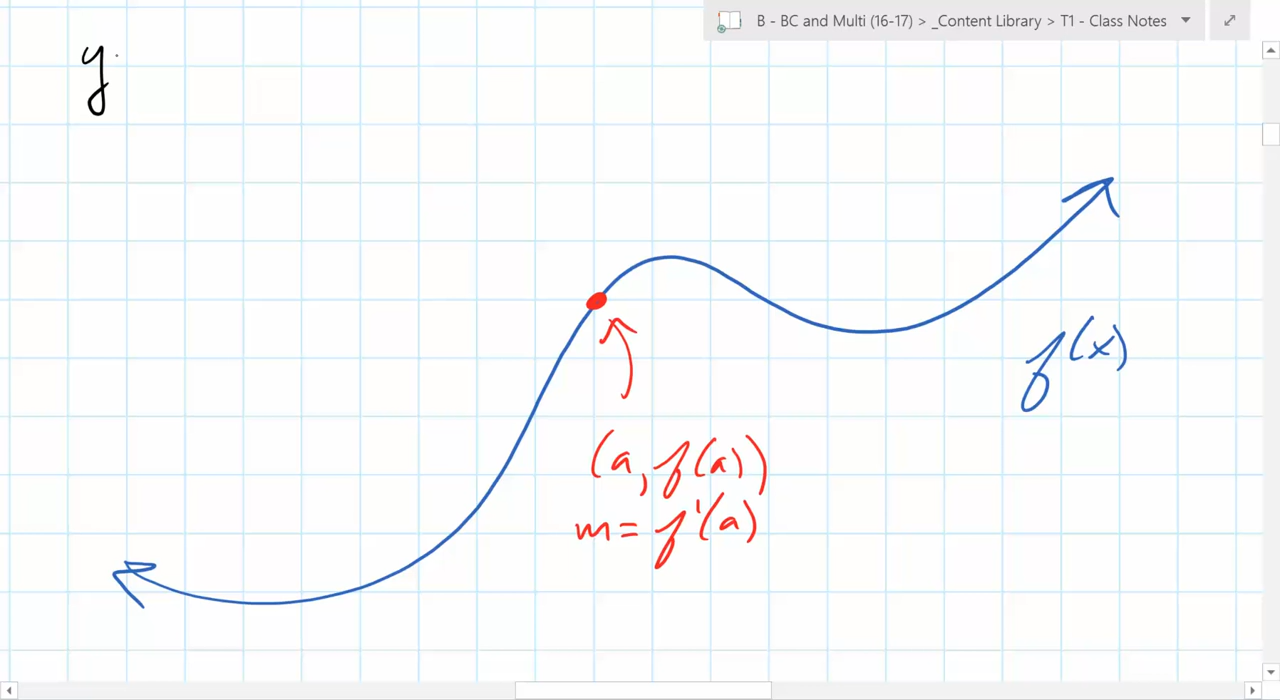 B - BC and Multi (16-17) > _Content Library > T1 - Class Notes
y
f(x)
(a, f(a))
m = f'(a)